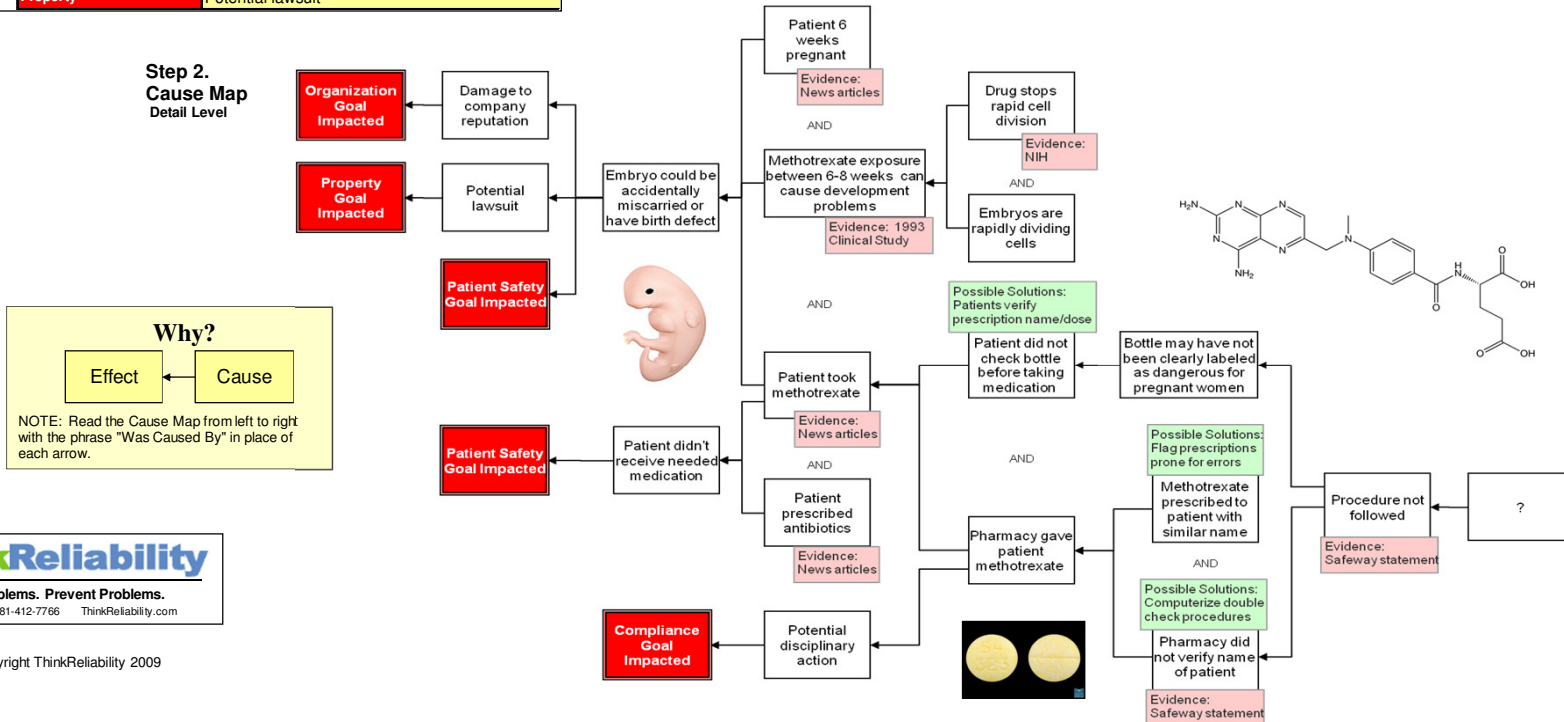 Property
Potential lawsuit
Step 2.
Cause Map
Detail Level
Organization
Goal
Impacted
Damage to
company
reputation
Property
Goal
Impacted
Potential
lawsuit
Patient Safety
Goal Impacted
Embryo could be
accidentally
miscarried or
have birth defect
Patient 6
weeks
pregnant
Evidence:
News articles
AND
Methotrexate exposure
between 6-8 weeks can
cause development
problems
Evidence: 1993
Clinical Study
Drug stops
rapid cell
division
Evidence:
NIH
AND
Embryos are
rapidly dividing
cells
AND
H₂N
N
N
N
N
NH₂
N
O
H
N
O
OH
O
OH
Why?
Effect
Cause
NOTE: Read the Cause Map from left to right
with the phrase "Was Caused By" in place of
each arrow.
Patient took
methotrexate
Evidence:
News articles
AND
Patient Safety
Goal Impacted
Patient didn't
receive needed
medication
Patient
prescribed
antibiotics
Evidence:
News articles
Possible Solutions:
Patients verify
prescription name/dose
Patient did not
check bottle
before taking
medication
Bottle may have not
been clearly labeled
as dangerous for
pregnant women
AND
Pharmacy gave
patient
methotrexate
Possible Solutions:
Flag prescriptions
prone for errors
Methotrexate
prescribed to
patient with
similar name
AND
Possible Solutions:
Computerize double
check procedures
Pharmacy did
not verify name
of patient
Evidence:
Safeway statement
Procedure not
followed
Evidence:
Safeway statement
?
Compliance
Goal
Impacted
Potential
disciplinary
action
kReliability
blems. Prevent Problems.
81-412-7766 ThinkReliability.com
yright ThinkReliability 2009